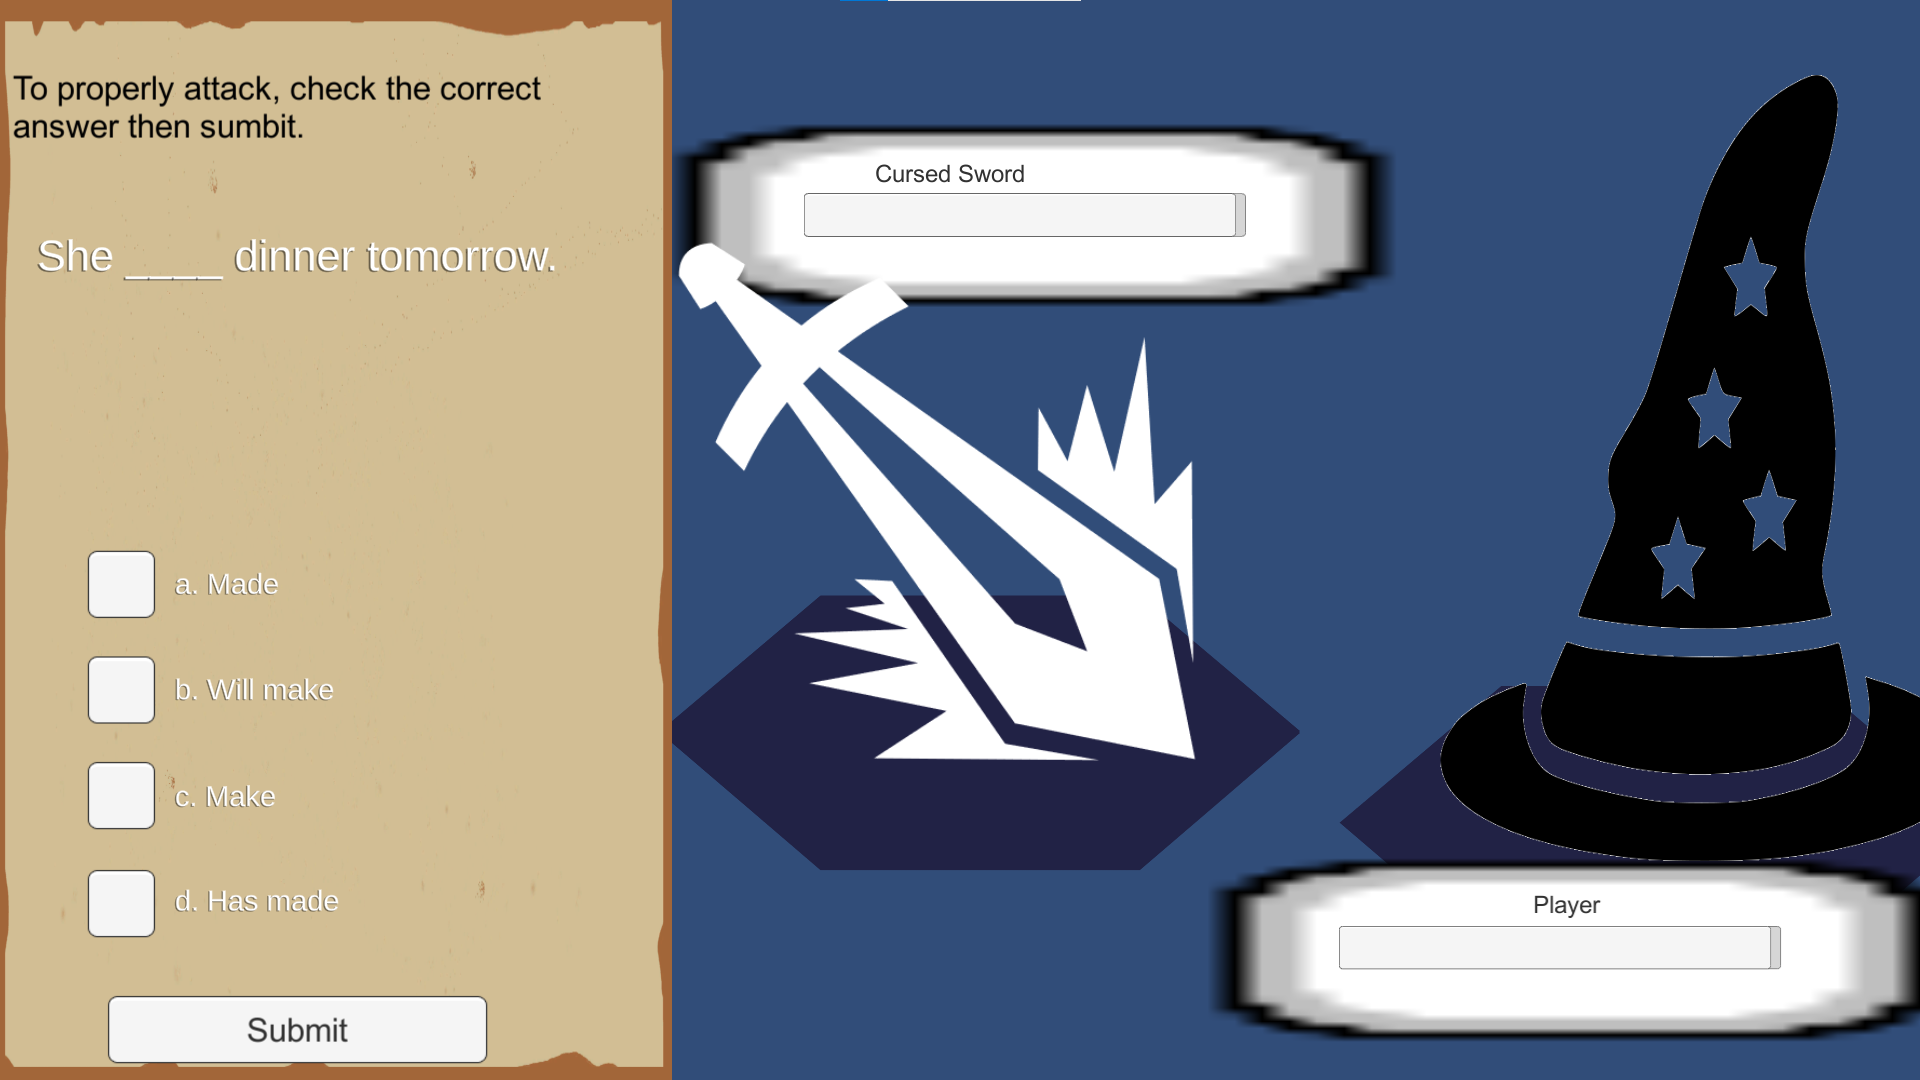 To properly attack, check the correct
answer then sumbit.
She ____ dinner tomorrow.
a. Made
b. Will make
c. Make
d. Has made
Submit
Cursed Sword
Player